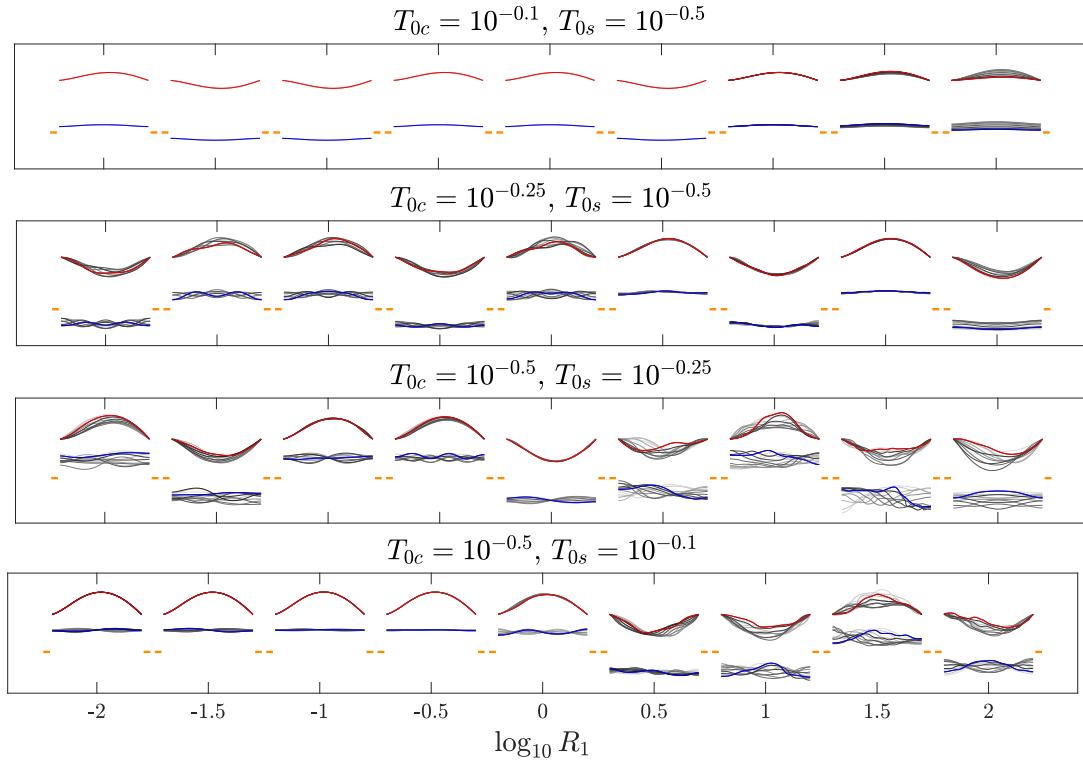 T_{0c} = 10^{-0.1}, T_{0s} = 10^{-0.5}
T_{0c} = 10^{-0.25}, T_{0s} = 10^{-0.5}
T_{0c} = 10^{-0.5}, T_{0s} = 10^{-0.25}
T_{0c} = 10^{-0.5}, T_{0s} = 10^{-0.1}
-2 -1.5 -1 -0.5 0 0.5 1 1.5 2
log_{10} R_1